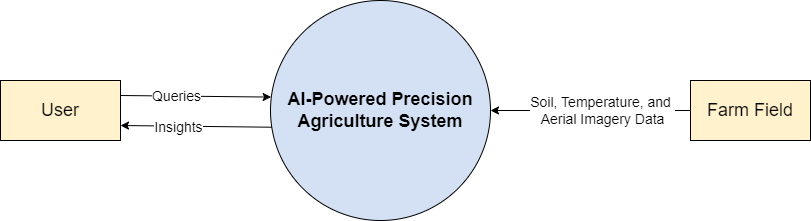 User
Queries
Insights
AI-Powered Precision
Agriculture System
Soil, Temperature, and
Aerial Imagery Data
Farm Field